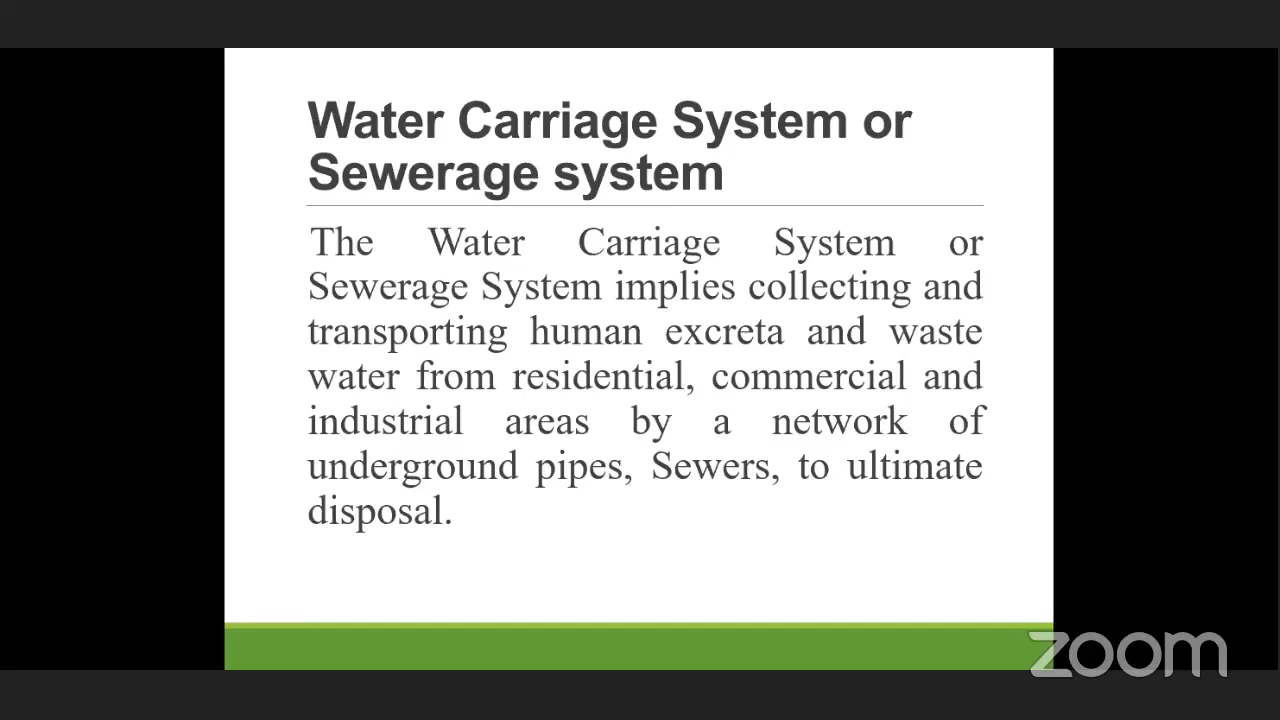 Water Carriage System or
Sewerage system
The Water Carriage System or
Sewerage System implies collecting and
transporting human excreta and waste
water from residential, commercial and
industrial areas by a network of
underground pipes, Sewers, to ultimate
disposal.
zoom